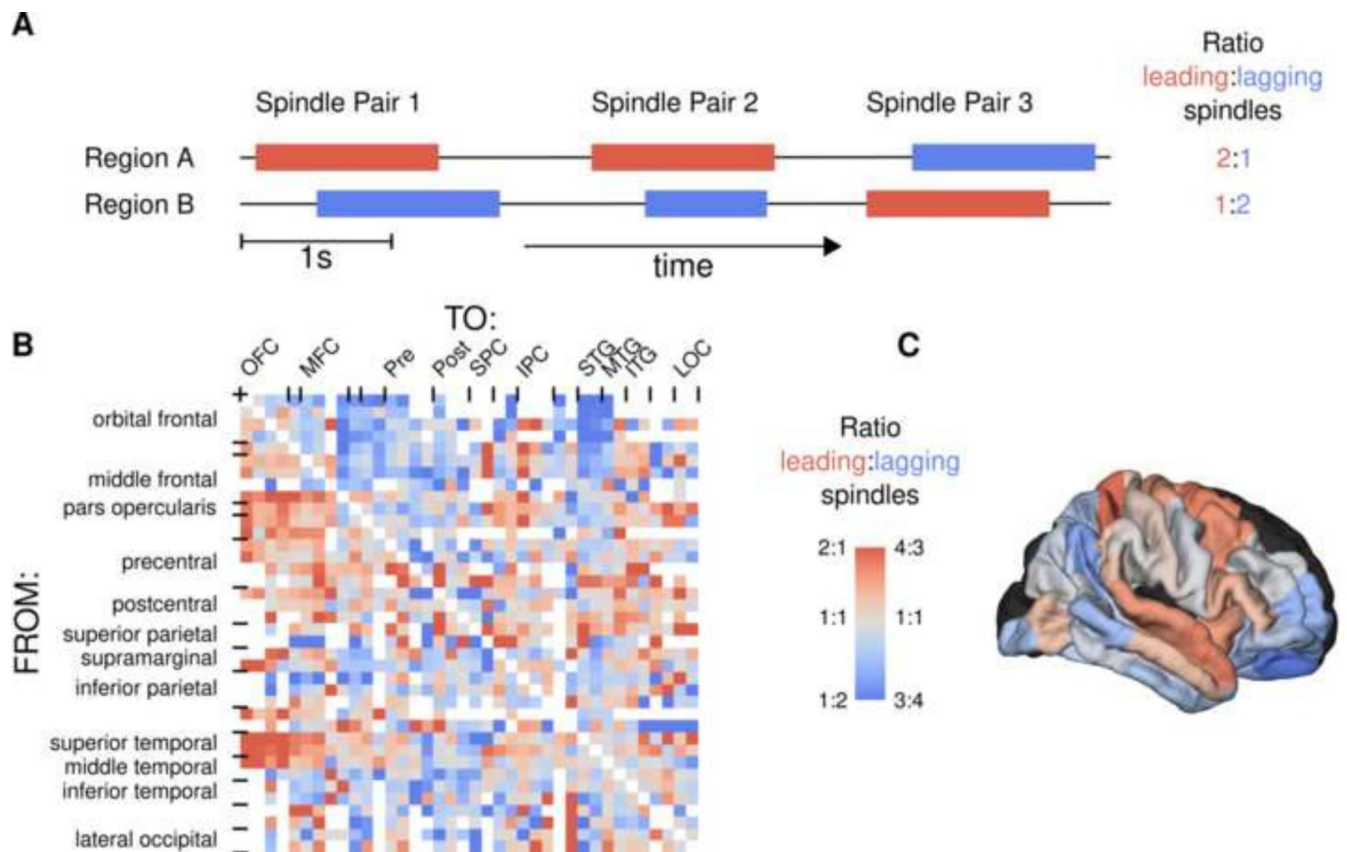 A
Ratio
leading:lagging
spindles
Spindle Pair 1
Spindle Pair 2
Spindle Pair 3
Region A
2:1
Region B
1:2
1s
time
B
TO:
OFC
MFC
Pre
Post
SPC
IPC
STG
MTG
ITG
LOC
FROM:
orbital frontal
middle frontal
pars opercularis
precentral
postcentral
superior parietal
supramarginal
inferior parietal
superior temporal
middle temporal
inferior temporal
lateral occipital
C
Ratio
leading:lagging
spindles
2:1 4:3
1:1 1:1
1:2 3:4